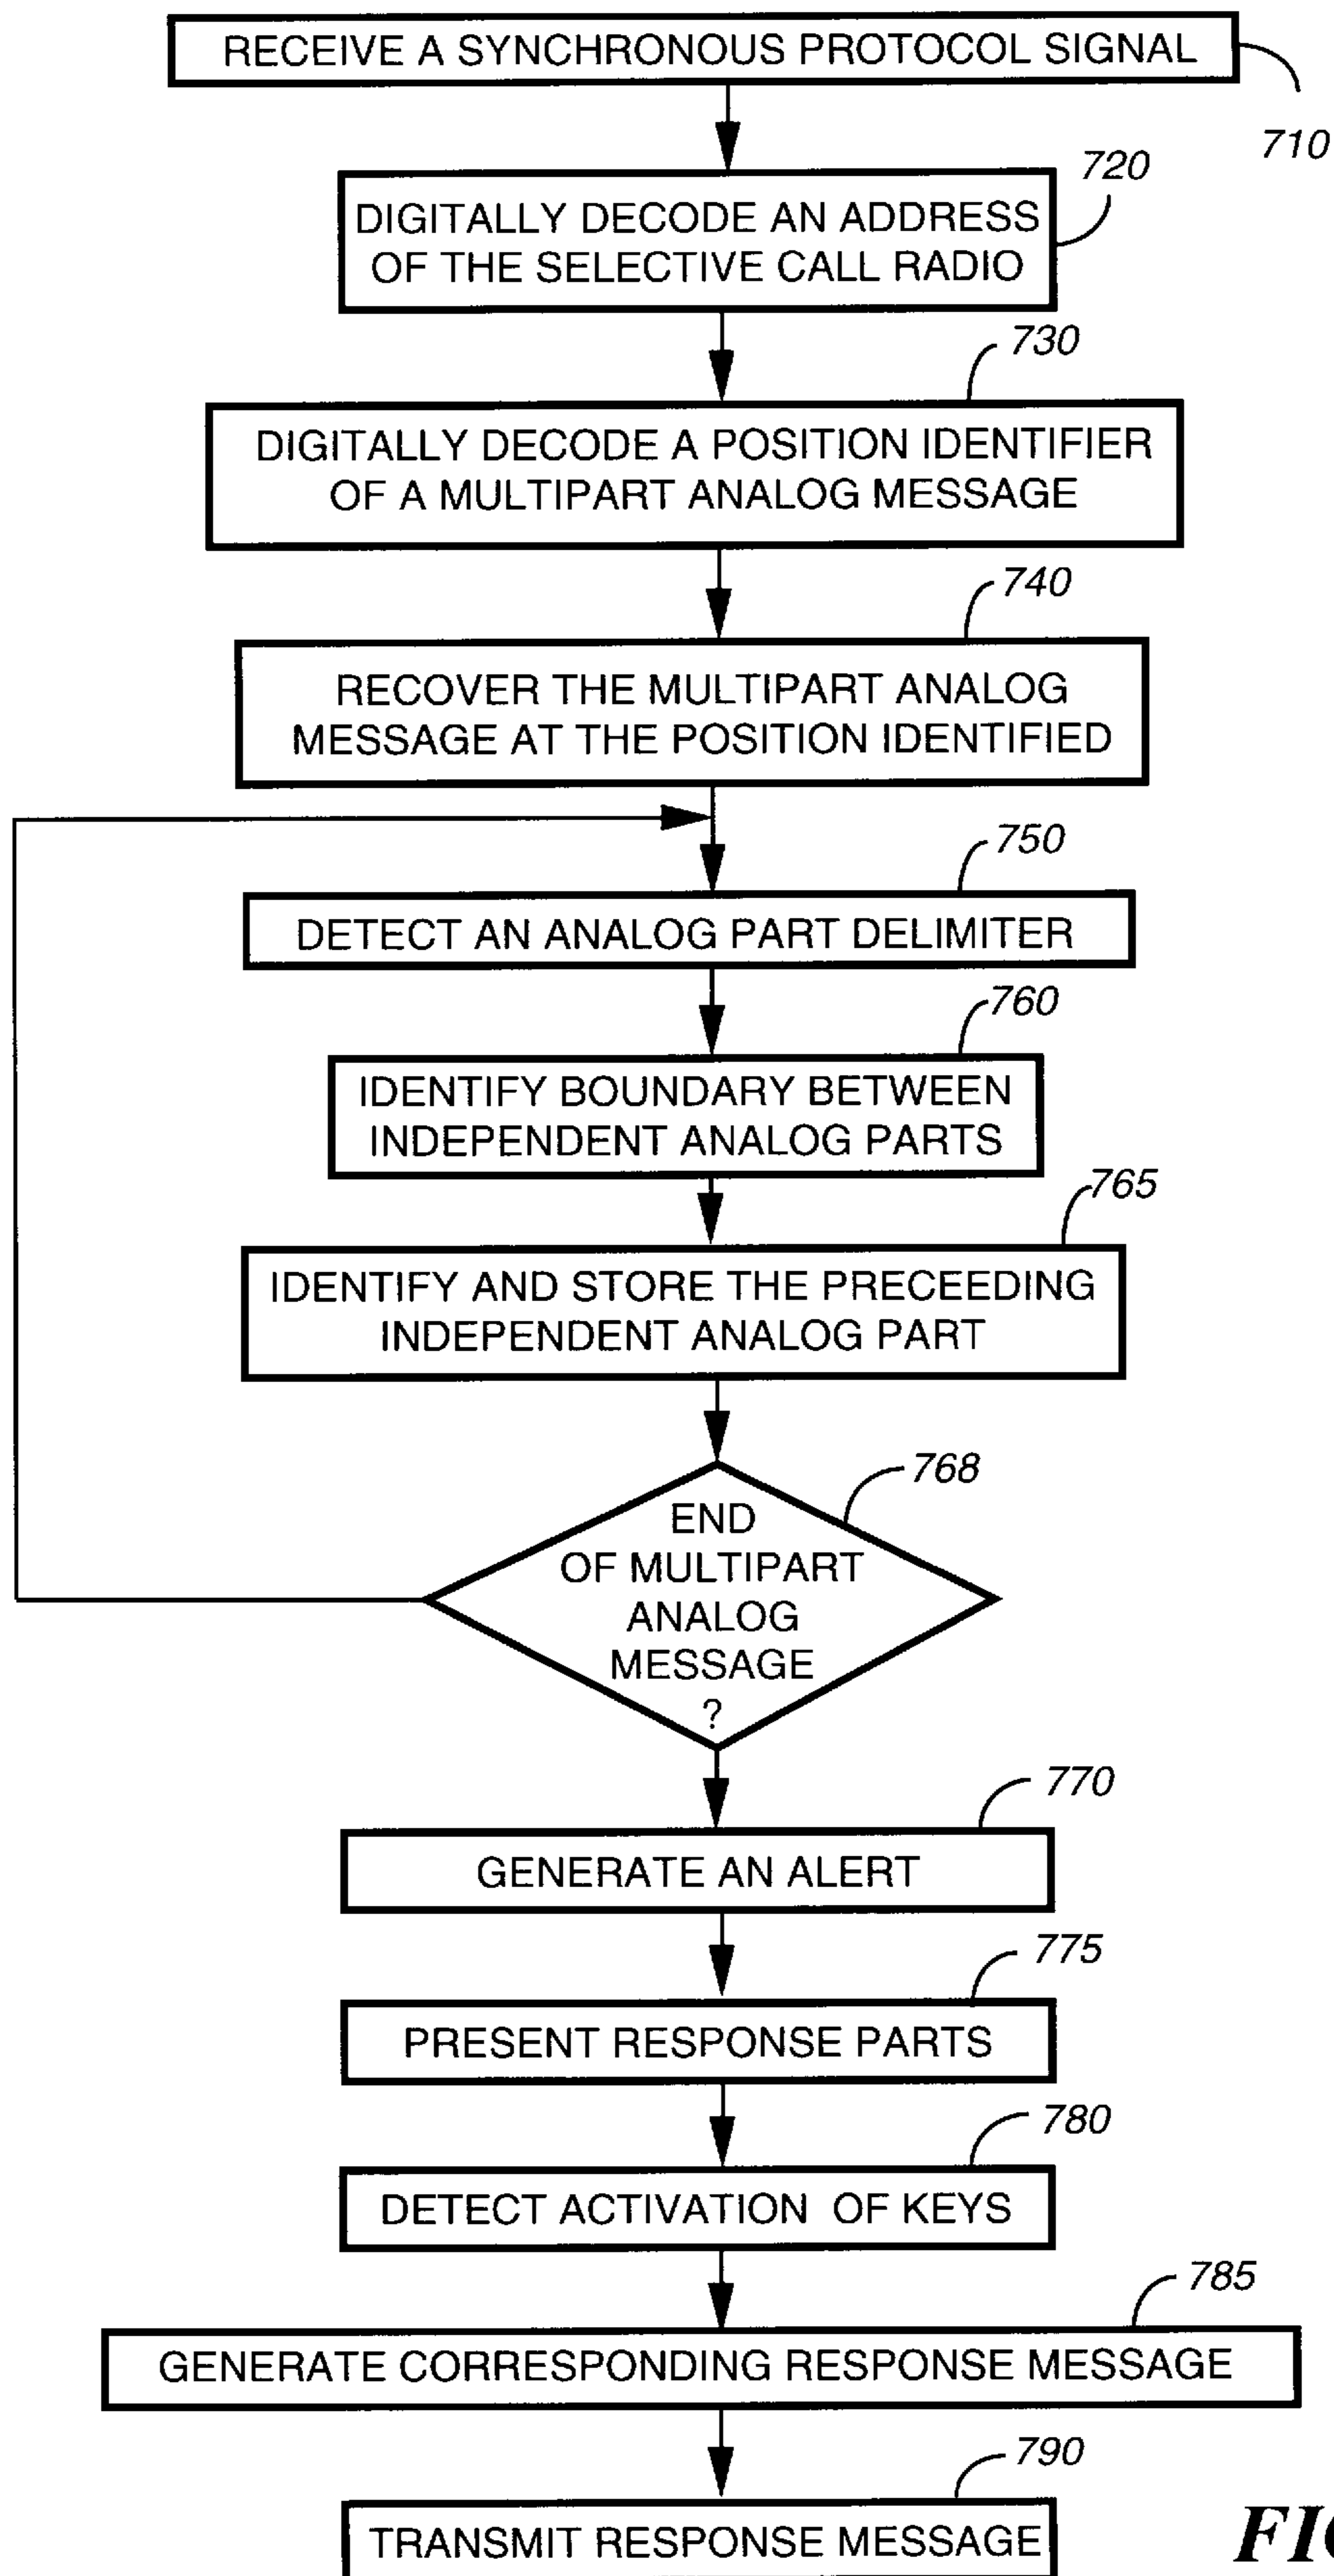 RECEIVE A SYNCHRONOUS PROTOCOL SIGNAL
710
720
DIGITALLY DECODE AN ADDRESS
OF THE SELECTIVE CALL RADIO
730
DIGITALLY DECODE A POSITION IDENTIFIER
OF A MULTIPART ANALOG MESSAGE
740
RECOVER THE MULTIPART ANALOG
MESSAGE AT THE POSITION IDENTIFIED
750
DETECT AN ANALOG PART DELIMITER
760
IDENTIFY BOUNDARY BETWEEN
INDEPENDENT ANALOG PARTS
765
IDENTIFY AND STORE THE PRECEEDING
INDEPENDENT ANALOG PART
768
END
OF MULTIPART
ANALOG
MESSAGE
?
770
GENERATE AN ALERT
775
PRESENT RESPONSE PARTS
780
DETECT ACTIVATION OF KEYS
785
GENERATE CORRESPONDING RESPONSE MESSAGE
790
TRANSMIT RESPONSE MESSAGE